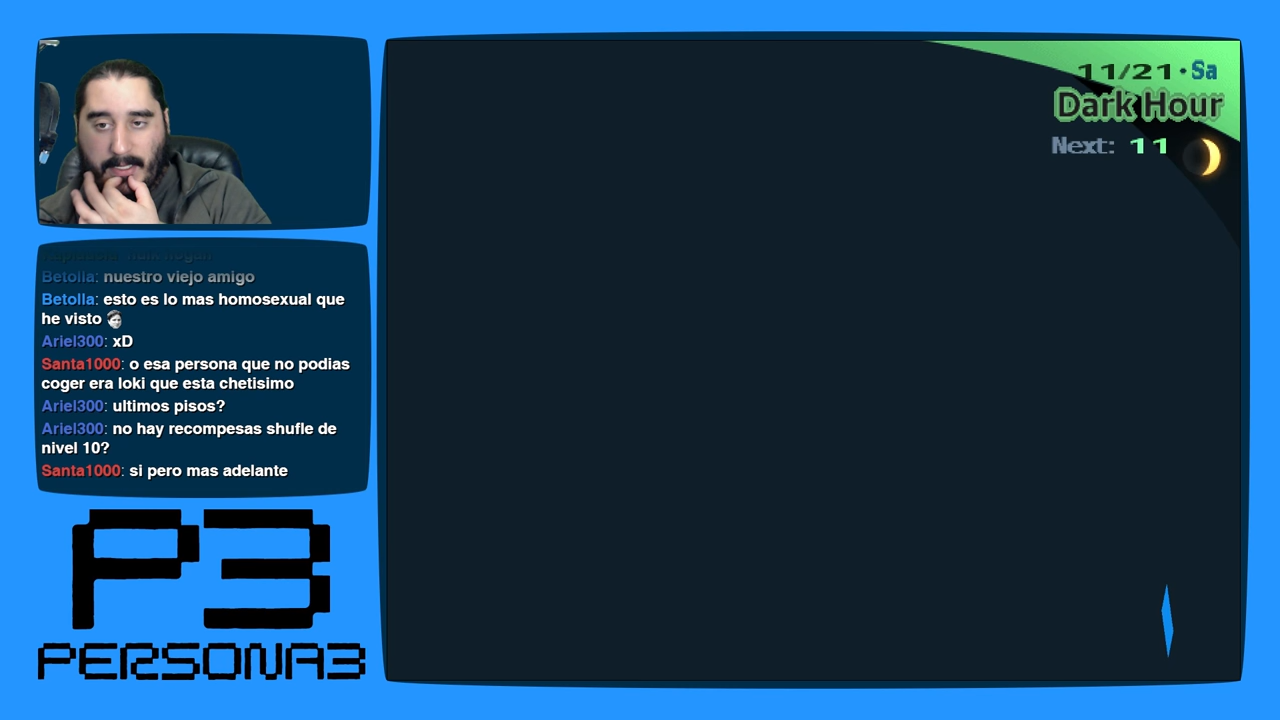 11/21·Sa
Dark Hour
Next: 11
Betolla: nuestro viejo amigo
Betolla: esto es lo mas homosexual que
he visto
Ariel300: xD
Santa1000: o esa persona que no podias
coger era loki que esta chetisimo
Ariel300: ultimos pisos?
Ariel300: no hay recompesas shufle de
nivel 10?
Santa1000: si pero mas adelante
P3
PERSONA3